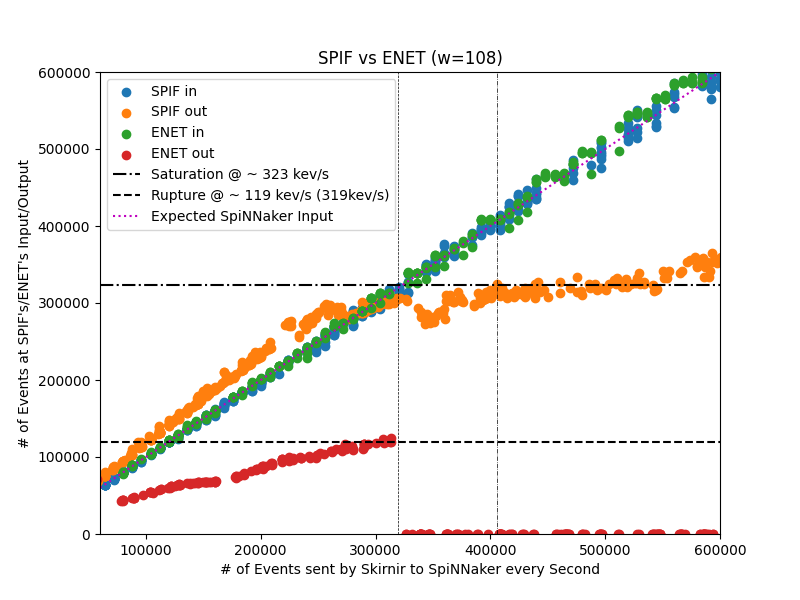 SPIF vs ENET (w=108)
600000
500000
400000
300000
200000
100000
0
# of Events at SPIF's/ENET's Input/Output
SPIF in
SPIF out
ENET in
ENET out
Saturation @ ~ 323 kev/s
Rupture @ ~ 119 kev/s (319kev/s)
Expected SpiNNaker Input
100000 200000 300000 400000 500000 600000
# of Events sent by Skirnir to SpiNNaker every Second